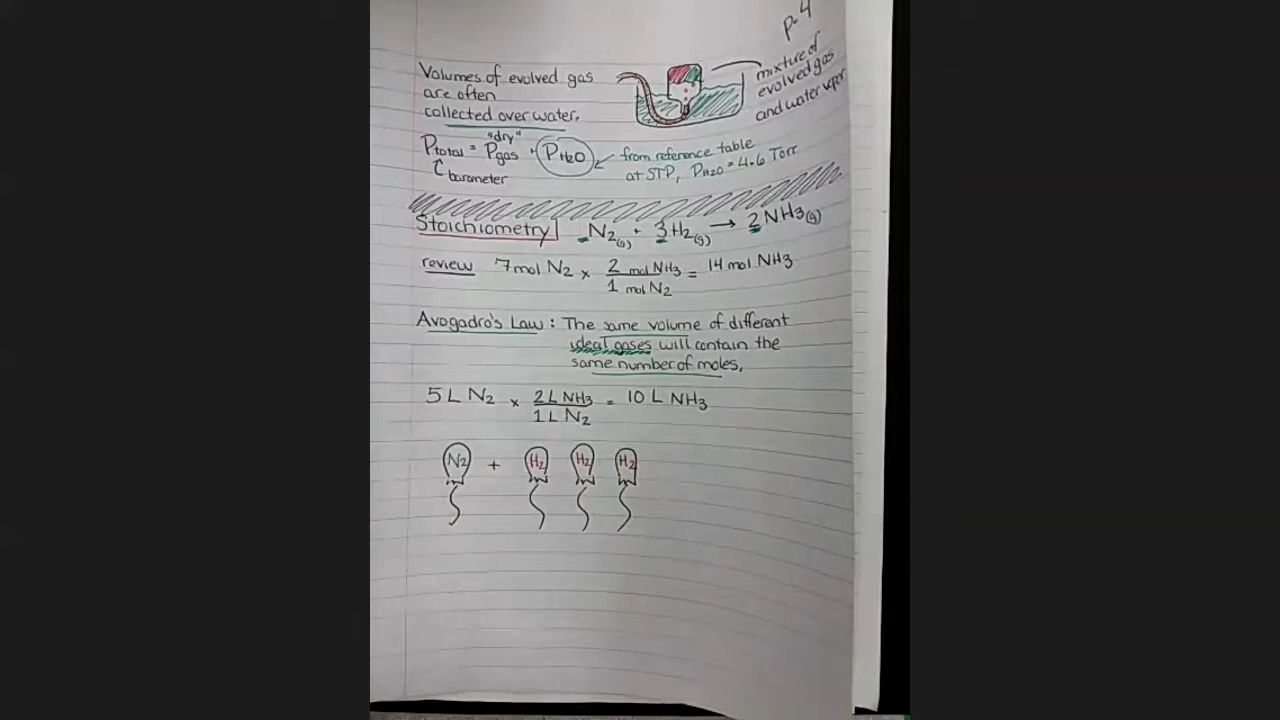 p.4
Volumes of evolved gas
are often
collected over water.
mixture of
evolved gas
and water vapor
Ptotal = P"dry" gas + PH2O
barometer
from reference table
at STP, PH2O = 4.6 Torr
Stoichiometry N2(g) + 3H2(g) → 2NH3(g)
review 7mol N2 x 2 mol NH3 / 1 mol N2 = 14 mol NH3
Avogadro's Law: The same volume of different
ideal gases will contain the
same number of moles.
5 L N2 x 2 L NH3 / 1 L N2 = 10 L NH3
N2 + H2 H2 H2